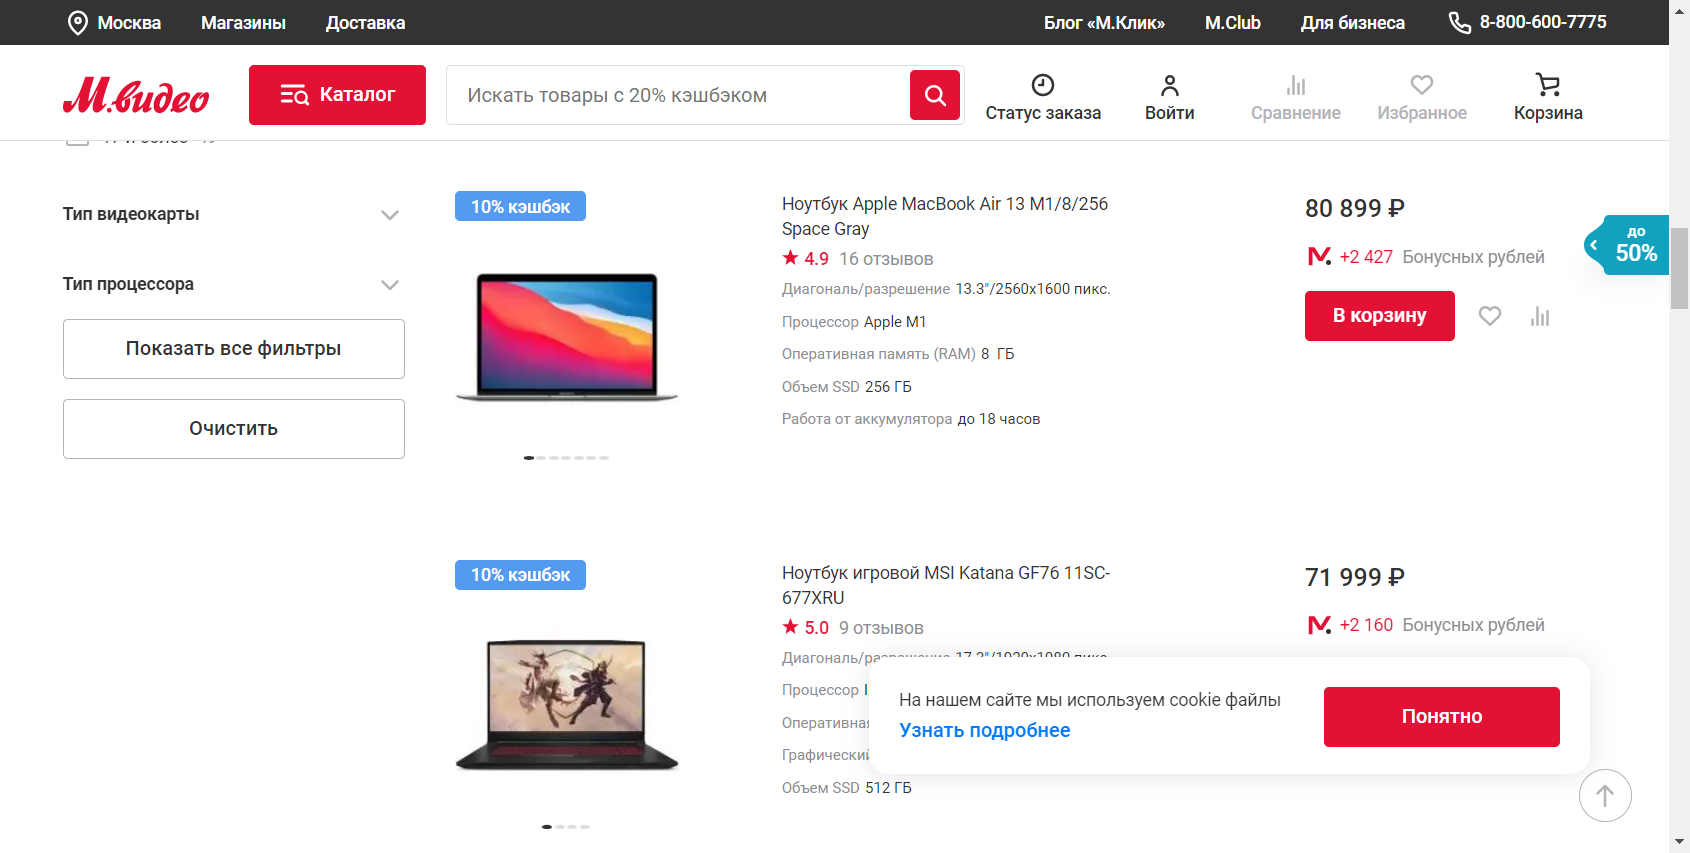 Москва Магазины Доставка Блог «М.Клик» M.Club Для бизнеса 8-800-600-7775
М.видео Каталог Искать товары с 20% кэшбэком Статус заказа Войти Сравнение Избранное Корзина
Тип видеокарты
Тип процессора
Показать все фильтры
Очистить
10% кэшбэк
Ноутбук Apple MacBook Air 13 M1/8/256
Space Gray
4.9 16 отзывов
Диагональ/разрешение 13.3"/2560x1600 пикс.
Процессор Apple M1
Оперативная память (RAM) 8 ГБ
Объем SSD 256 ГБ
Работа от аккумулятора до 18 часов
80 899 ₽
+2 427 Бонусных рублей
В корзину
до
50%
10% кэшбэк
Ноутбук игровой MSI Katana GF76 11SC-
677XRU
5.0 9 отзывов
Диагональ/разрешение 17.3"/1920x1080 пикс.
Процессор
Графический
Объем SSD 512 ГБ
71 999 ₽
+2 160 Бонусных рублей
На нашем сайте мы используем cookie файлы
Узнать подробнее
Понятно